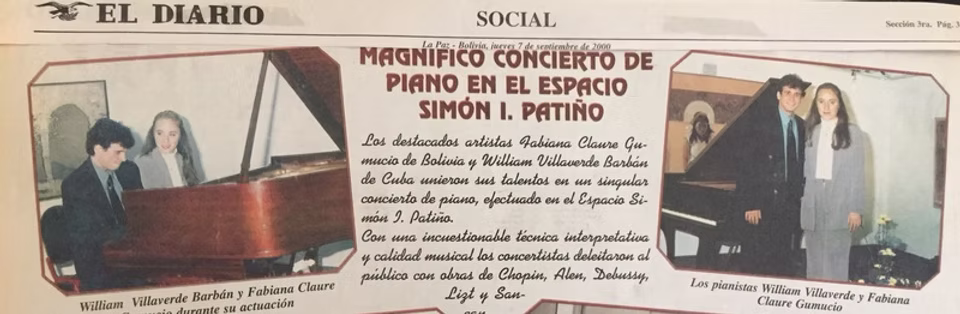 EL DIARIO
SOCIAL
Sección 3ra. Pág. 3
La Paz - Bolivia, jueves 7 de septiembre de 2000
MAGNIFICO CONCIERTO DE
PIANO EN EL ESPACIO
SIMÓN I. PATIÑO
Los destacados artistas Fabiana Claure Gu-
mucio de Bolivia y William Villaverde Barbán
de Cuba unieron sus talentos en un singular
concierto de piano, efectuado en el Espacio Si-
món I. Patiño.
Con una incuestionable técnica interpretativa
y calidad musical los concertistas deleitaron al
público con obras de Chopin, Alen, Debussy,
Lizt y San-
William Villaverde Barbán y Fabiana Claure
durante su actuación
Los pianistas William Villaverde y Fabiana
Claure Gumucio